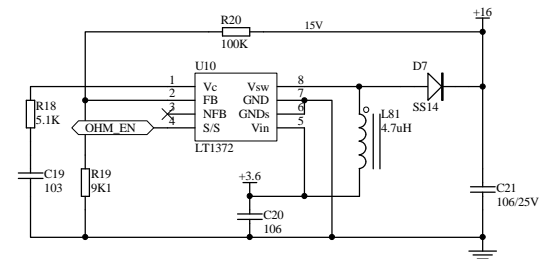 +16
R20
15V
100K
U10
D7
1
Vc
Vsw
8
2
FB
GND
7
3
NFB
GNDs
6
4
S/S
Vin
5
SS14
R18
5.1K
OHM_EN
L81
4.7uH
LT1372
C19
103
R19
9K1
+3.6
C20
106
C21
106/25V